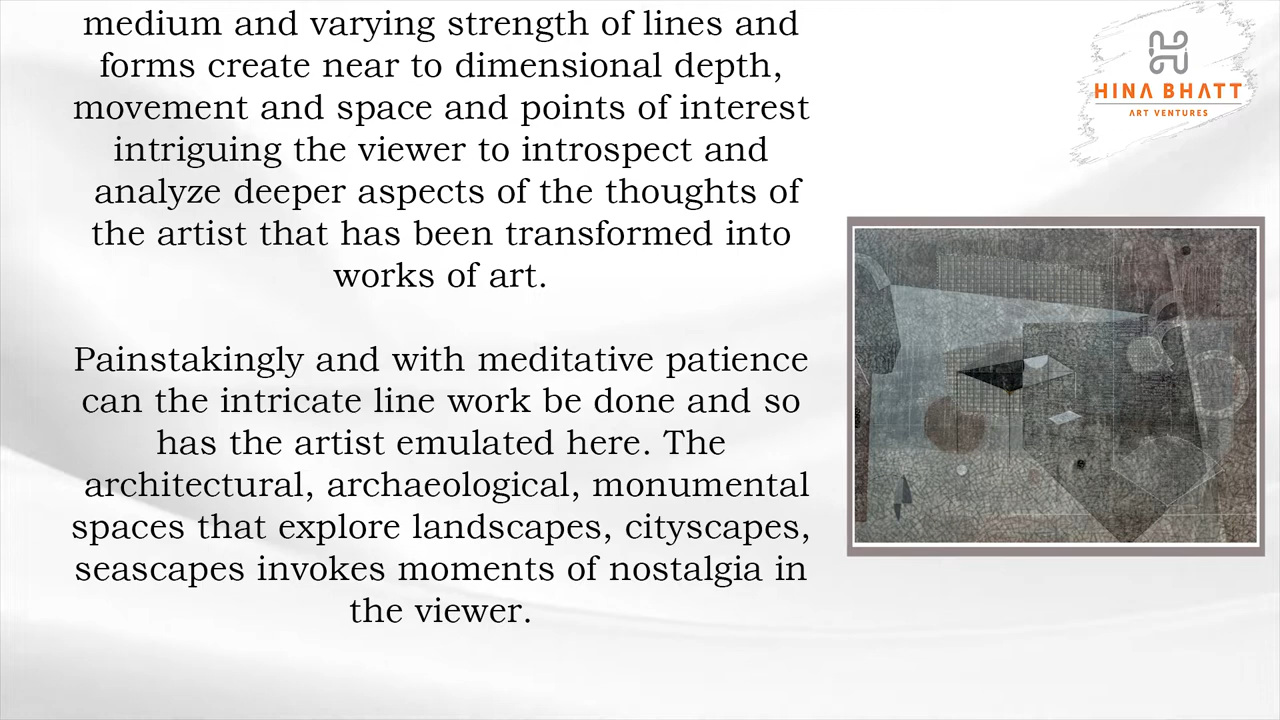 medium and varying strength of lines and
forms create near to dimensional depth,
movement and space and points of interest
intriguing the viewer to introspect and
analyze deeper aspects of the thoughts of
the artist that has been transformed into
works of art.
Painstakingly and with meditative patience
can the intricate line work be done and so
has the artist emulated here. The
architectural, archaeological, monumental
spaces that explore landscapes, cityscapes,
seascapes invokes moments of nostalgia in
the viewer.
HINA BHATT
ART VENTURES